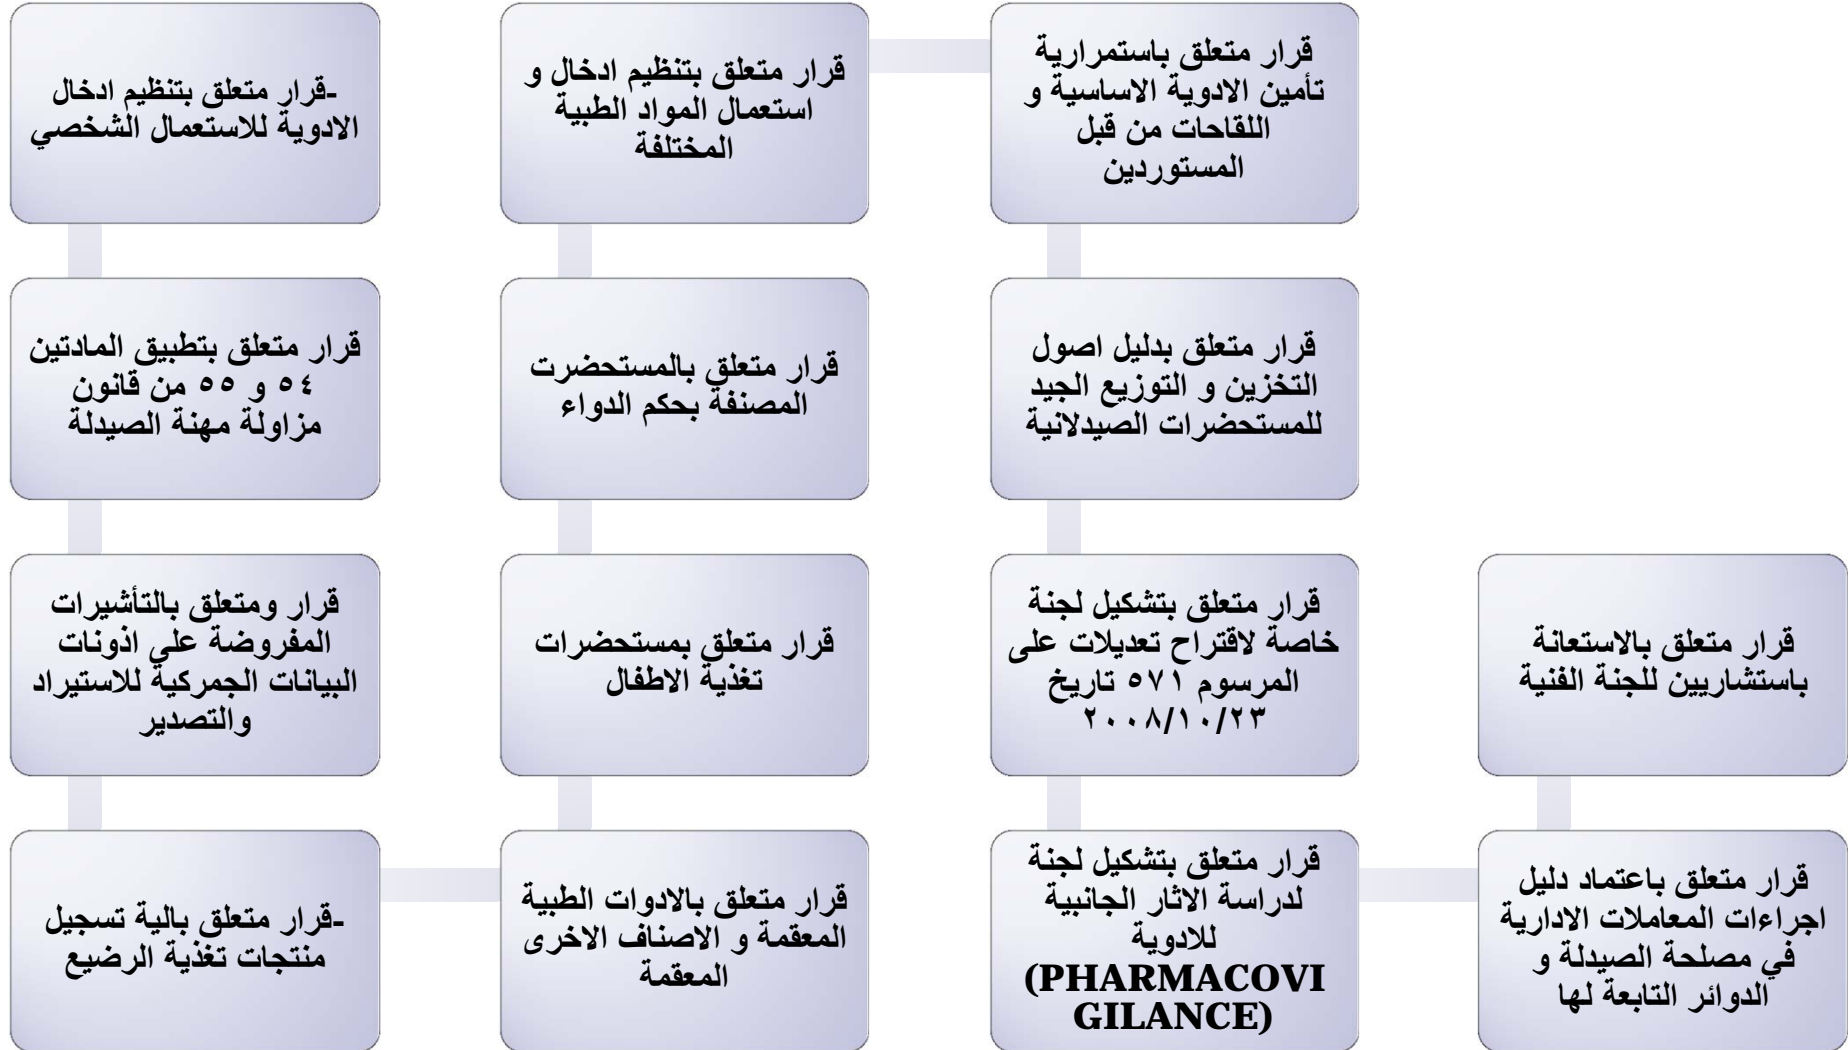 -قرار متعلق بتنظيم ادخال
الادوية للاستعمال الشخصي
قرار متعلق بتطبيق المادتين
٥٤ و ٥٥ من قانون
مزاولة مهنة الصيدلة
قرار ومتعلق بالتأشيرات
المفروضة على اذونات
البيانات الجمركية للاستيراد
والتصدير
-قرار متعلق بالية تسجيل
منتجات تغذية الرضيع
قرار متعلق بالادوات الطبية
المعقمة و الاصناف الاخرى
المعقمة
قرار متعلق بمستحضرات
تغذية الاطفال
قرار متعلق بالمستحضرت
المصنفة بحكم الدواء
قرار متعلق بتنظيم ادخال و
استعمال المواد الطبية
المختلفة
قرار متعلق باستمرارية
تأمين الادوية الاساسية و
اللقاحات من قبل
المستوردين
قرار متعلق بدليل اصول
التخزين و التوزيع الجيد
للمستحضرات الصيدلانية
قرار متعلق بتشكيل لجنة
خاصة لاقتراح تعديلات على
المرسوم ٥٧١ تاريخ
٢٠٠٨/١٠/٢٣
قرار متعلق بتشكيل لجنة
لدراسة الاثار الجانبية
للادوية
(PHARMACOVI
GILANCE)
قرار متعلق باعتماد دليل
اجراءات المعاملات الادارية
في مصلحة الصيدلة و
الدوائر التابعة لها
قرار متعلق بالاستعانة
باستشاريين للجنة الفنية